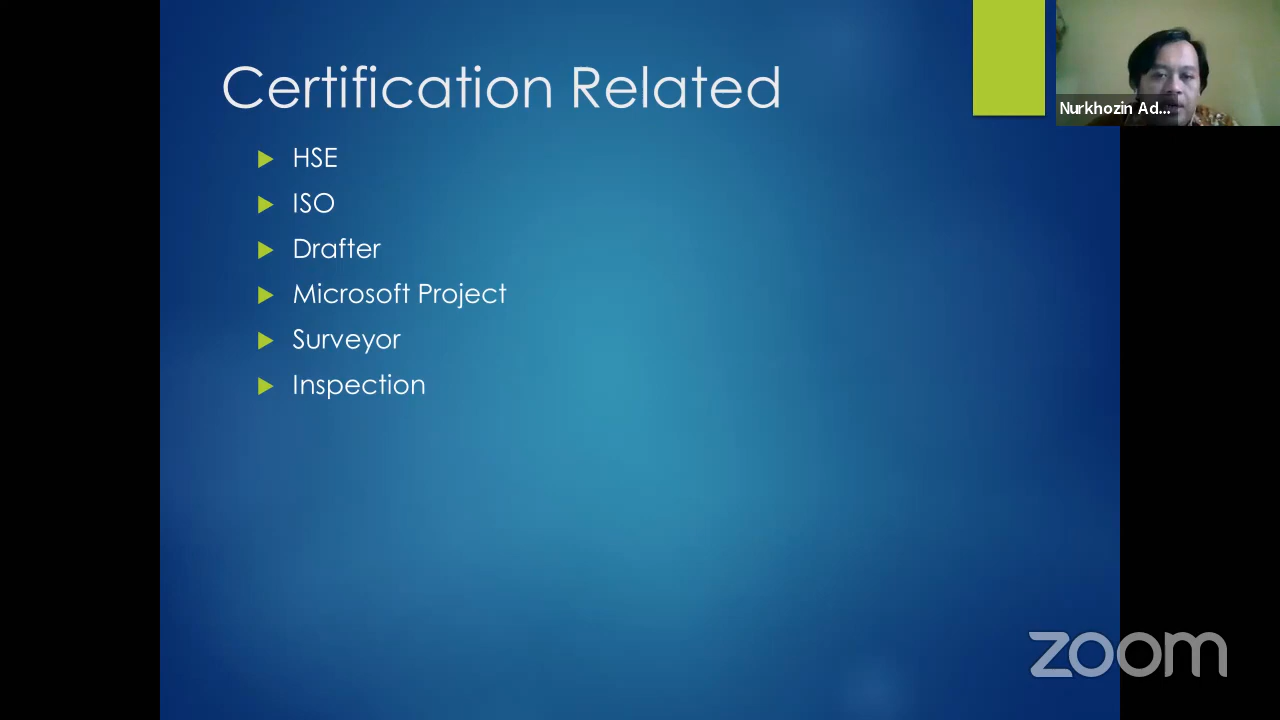 Certification Related
HSE
ISO
Drafter
Microsoft Project
Surveyor
Inspection
Nurkhozin Ad...
zoom